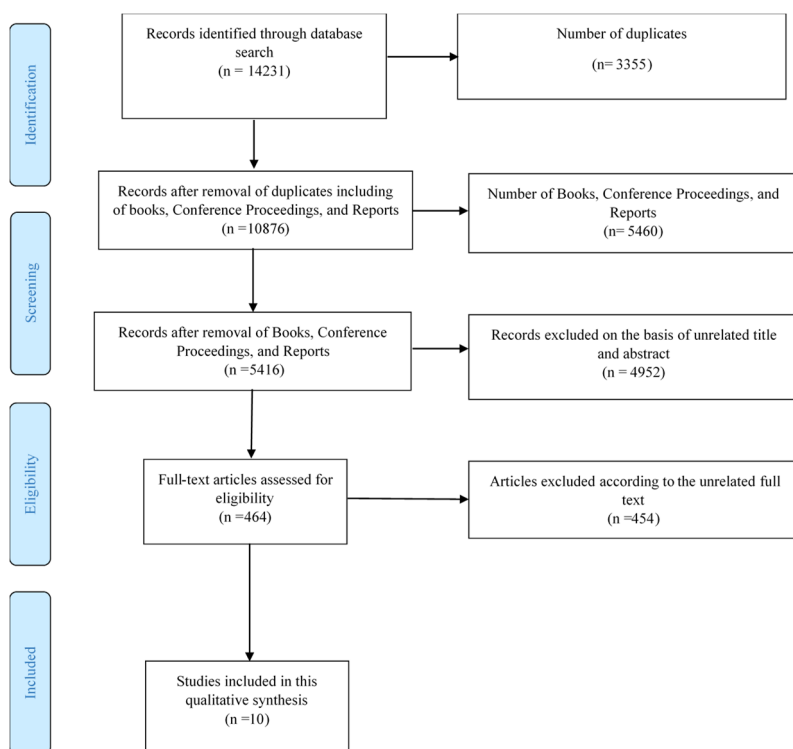 Identification
Records identified through database
search
(n = 14231)
Number of duplicates
(n= 3355)
Records after removal of duplicates including
of books, Conference Proceedings, and Reports
(n =10876)
Number of Books, Conference Proceedings, and
Reports
(n= 5460)
Screening
Records after removal of Books, Conference
Proceedings, and Reports
(n =5416)
Records excluded on the basis of unrelated title
and abstract
(n = 4952)
Eligibility
Full-text articles assessed for
eligibility
(n =464)
Articles excluded according to the unrelated full
text
(n =454)
Included
Studies included in this
qualitative synthesis
(n =10)